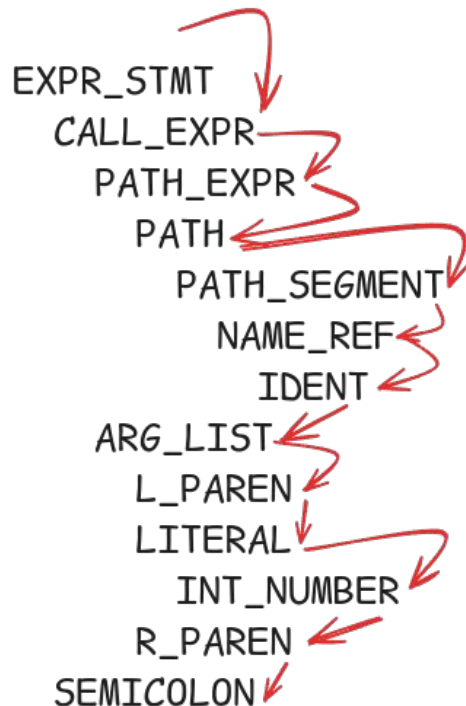 EXPR_STMT
CALL_EXPR
PATH_EXPR
PATH
PATH_SEGMENT
NAME_REF
IDENT
ARG_LIST
L_PAREN
LITERAL
INT_NUMBER
R_PAREN
SEMICOLON